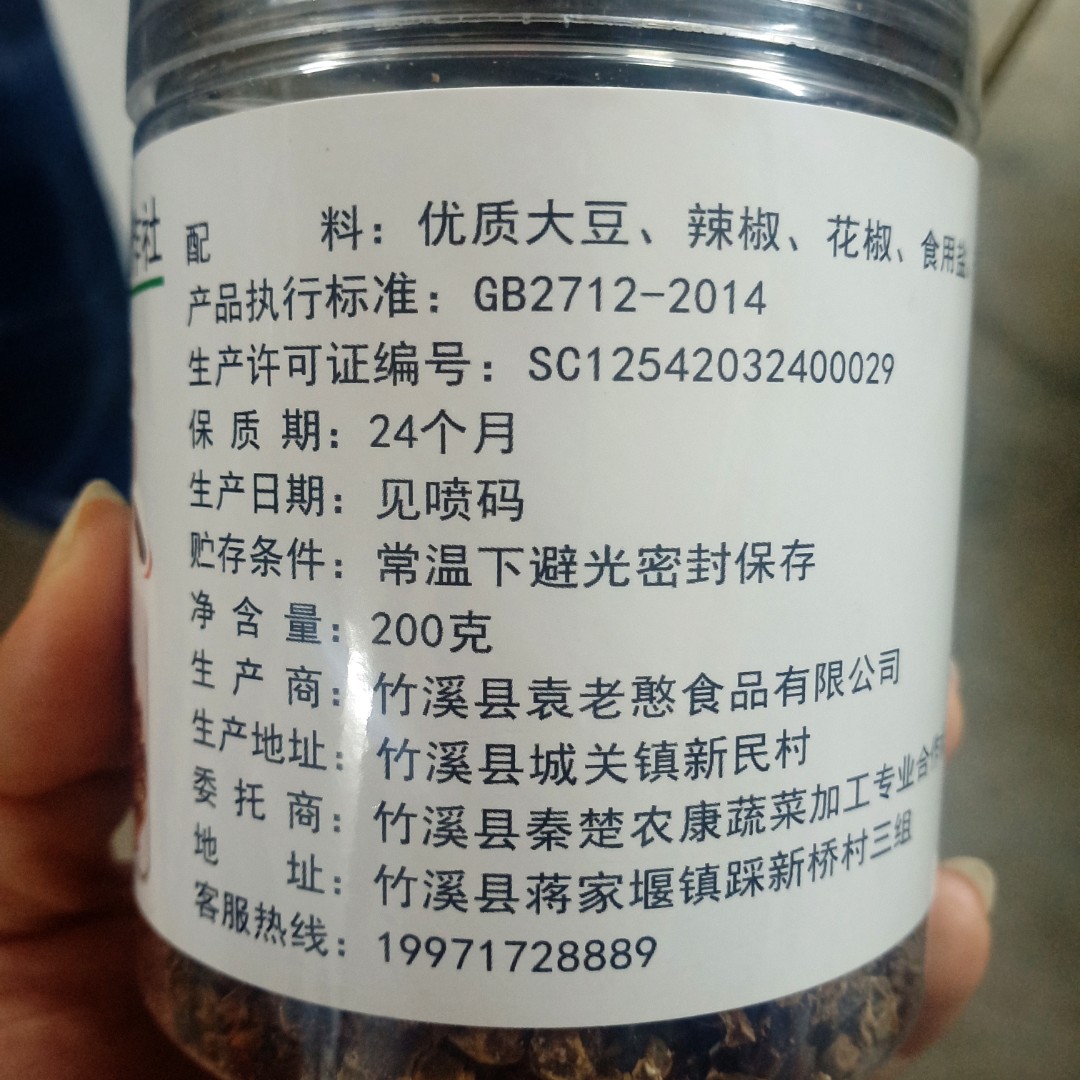 社
配 料：优质大豆、辣椒、花椒、食用盐、
产品执行标准：GB2712-2014
生产许可证编号：SC12542032400029
保质期：24个月
生产日期：见喷码
贮存条件：常温下避光密封保存
净含量：200克
生产商：竹溪县袁老憨食品有限公司
生产地址：竹溪县城关镇新民村
委托商：竹溪县秦楚农康蔬菜加工专业合作
地 址：竹溪县蒋家堰镇踩新桥村三组
客服热线：19971728889